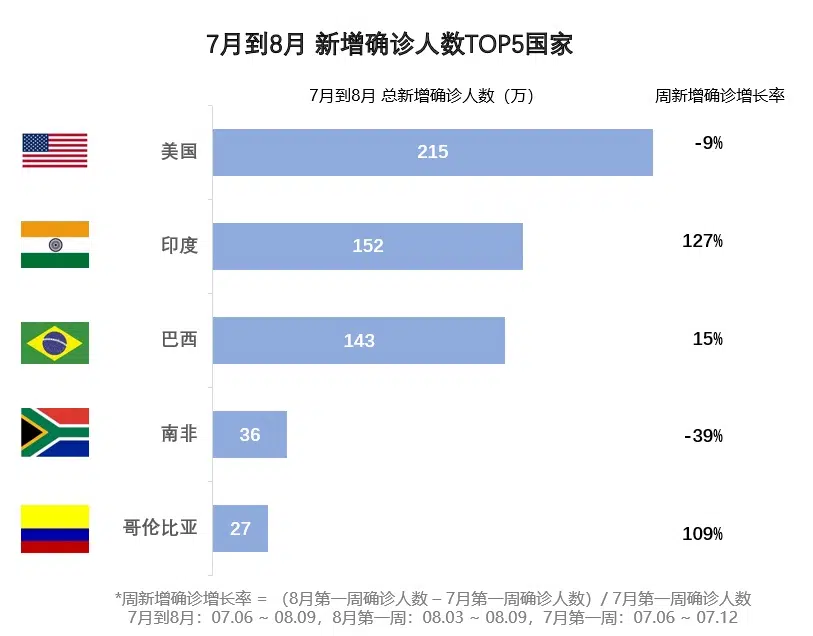 7月到8月 新增确诊人数TOP5国家
7月到8月 总新增确诊人数（万）
周新增确诊增长率
美国 215 -9%
印度 152 127%
巴西 143 15%
南非 36 -39%
哥伦比亚 27 109%
*周新增确诊增长率 = （8月第一周确诊人数 – 7月第一周确诊人数）/ 7月第一周确诊人数
7月到8月：07.06 ~ 08.09，8月第一周：08.03 ~ 08.09，7月第一周：07.06 ~ 07.12